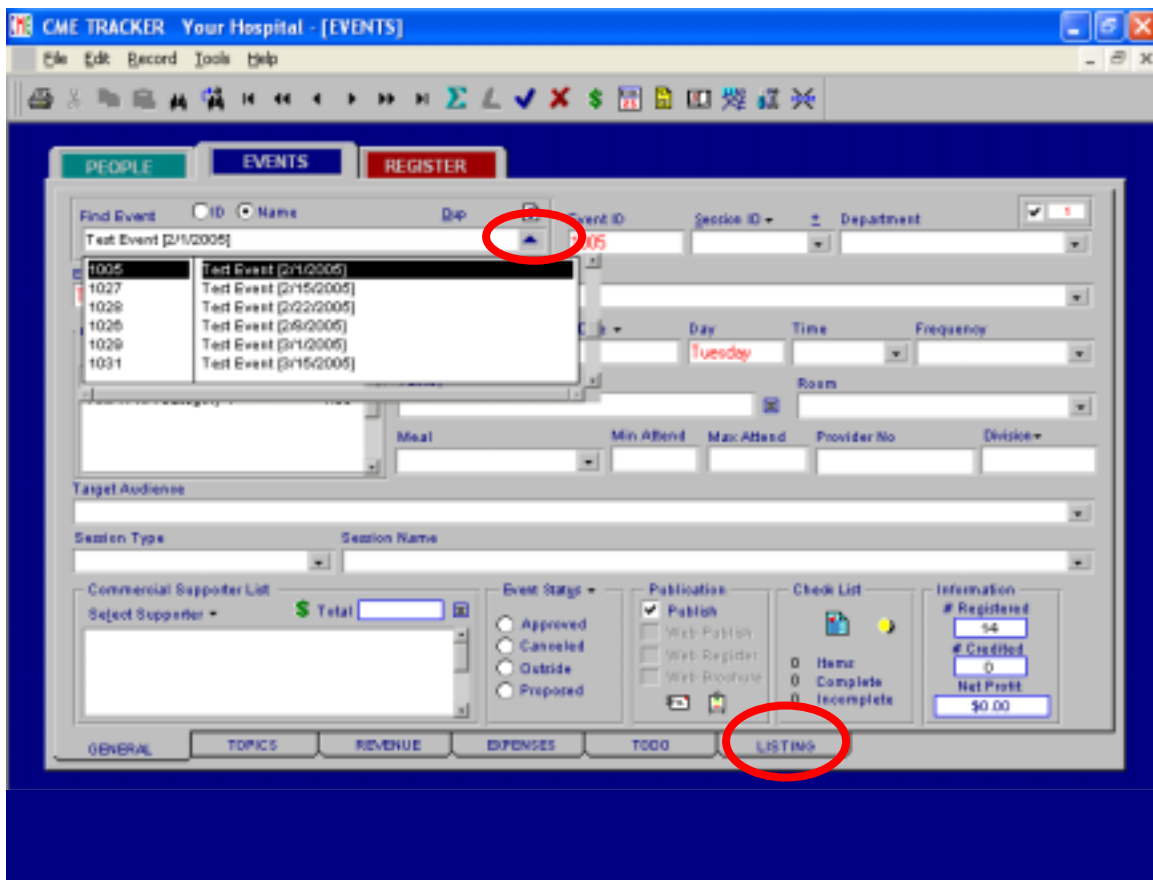 CME TRACKER Your Hospital - [EVENTS]
File Edit Record Tools Help
PEOPLE EVENTS REGISTER
Find Event ID Name Dup Event ID Session ID ± Department
1
Test Event [2/1/2005]
1005 Test Event [2/1/2005]
1027 Test Event [2/15/2005]
1028 Test Event [2/22/2005]
1026 Test Event [2/8/2005]
1029 Test Event [3/1/2005]
1031 Test Event [3/15/2005]
Day Time Frequency
Tuesday
Room
Meal Min Attend Max Attend Provider No Division
Target Audience
Session Type Session Name
Commercial Supporter List Event Status Publication Check List Information
Select Supporter $ Total
Approved
Canceled
Outside
Proposed
Publish
Web Publish
Web Register
Web Brochure
0 Items
0 Complete
0 Incomplete
# Registered
14
# Credited
0
Net Profit
$0.00
GENERAL TOPICS REVENUE EXPENSES TODO LISTING